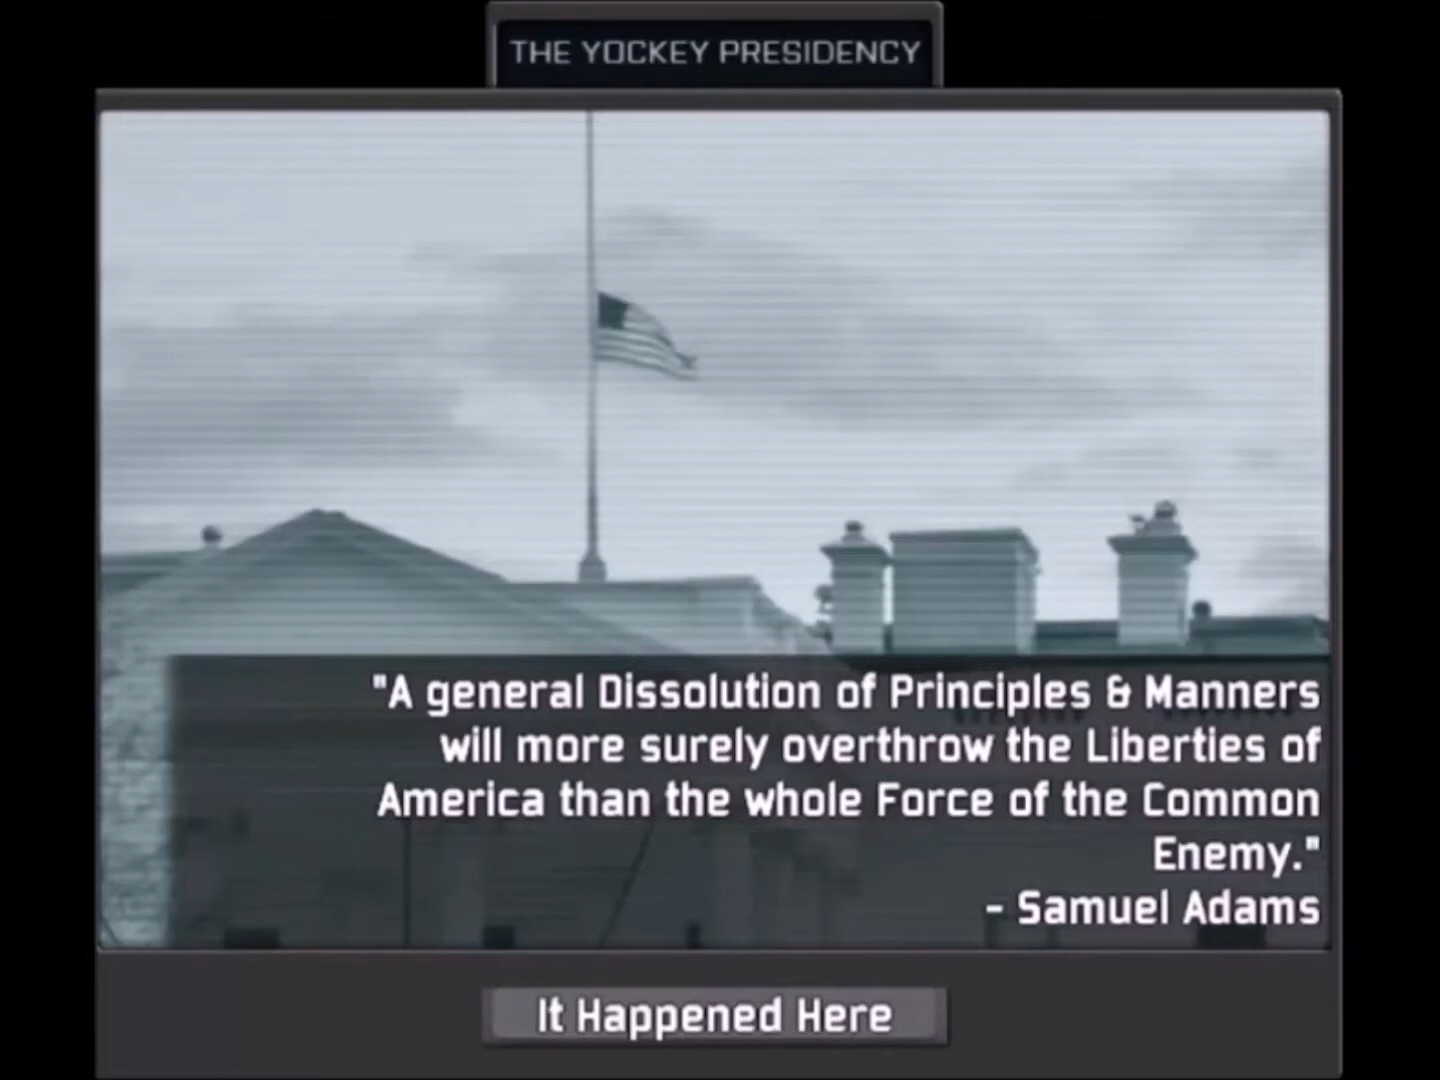 THE YOCKEY PRESIDENCY
"A general Dissolution of Principles & Manners
will more surely overthrow the Liberties of
America than the whole Force of the Common
Enemy."
- Samuel Adams
It Happened Here